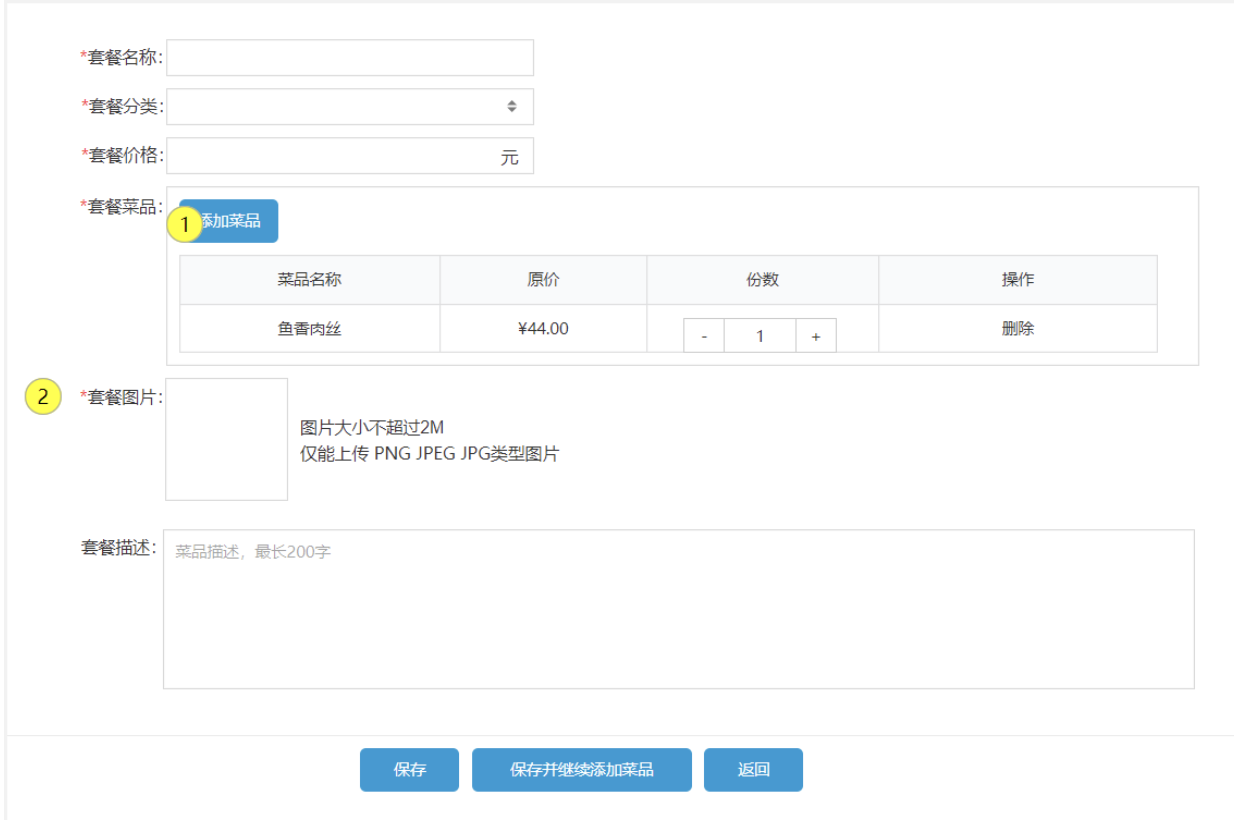 *套餐名称:
*套餐分类:
*套餐价格: 元
*套餐菜品:
1 添加菜品
菜品名称 原价 份数 操作
鱼香肉丝 ¥44.00 - 1 + 删除
2 *套餐图片:
图片大小不超过2M
仅能上传 PNG JPEG JPG类型图片
套餐描述: 菜品描述，最长200字
保存 保存并继续添加菜品 返回